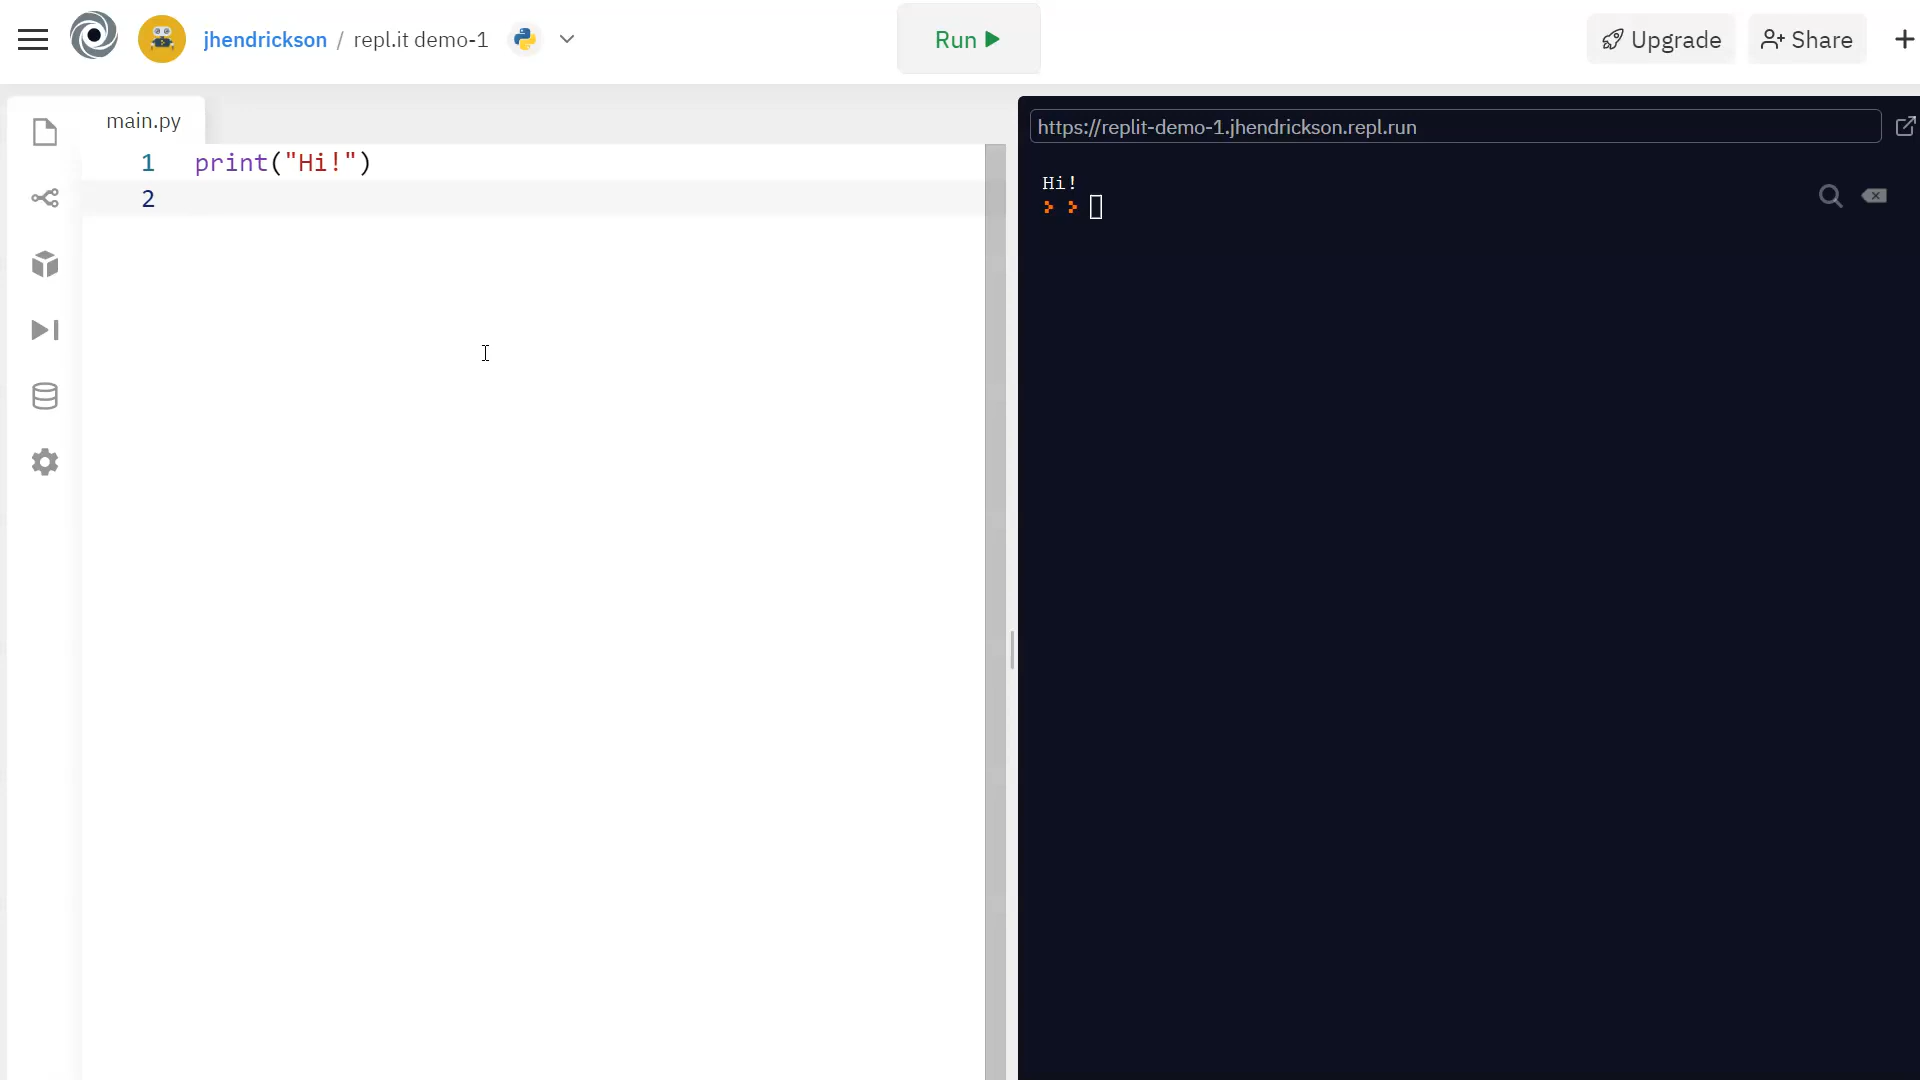 jhendrickson / repl.it demo-1
Run
Upgrade
Share
main.py
1 print("Hi!")
2
https://replit-demo-1.jhendrickson.repl.run
Hi!